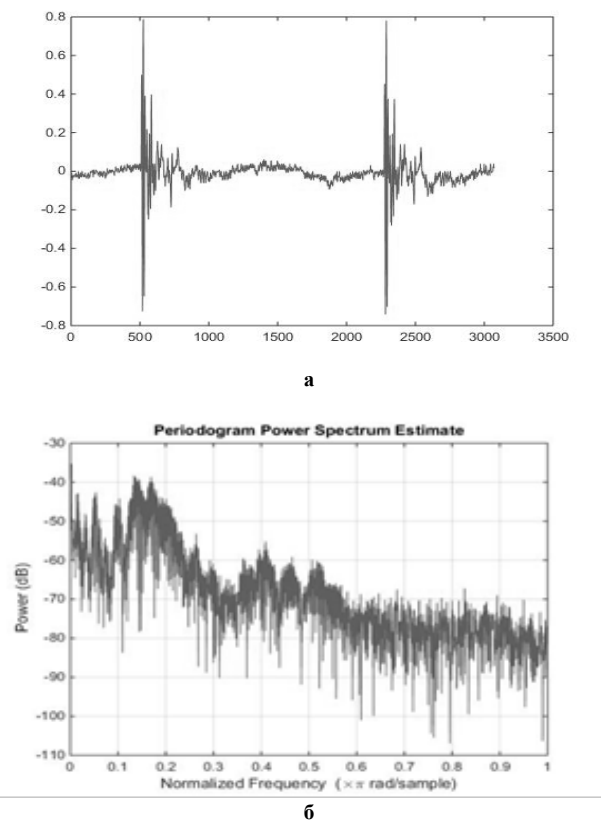 0.8
0.6
0.4
0.2
0
-0.2
-0.4
-0.6
-0.8
0 500 1000 1500 2000 2500 3000 3500
а
Periodogram Power Spectrum Estimate
-30
-40
-50
-60
-70
-80
-90
-100
-110
Power (dB)
0 0.1 0.2 0.3 0.4 0.5 0.6 0.7 0.8 0.9 1
Normalized Frequency (×π rad/sample)
б